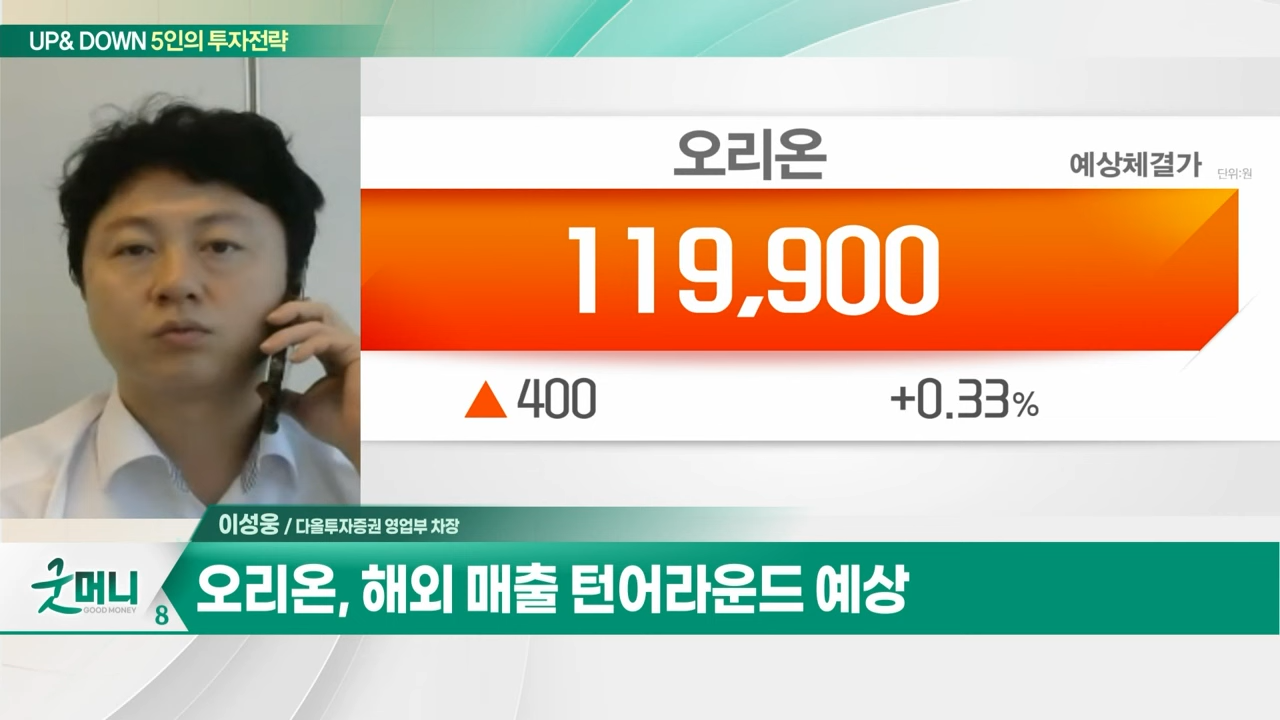 UP& DOWN 5인의 투자전략
오리온
예상체결가 단위:원
119,900
▲ 400 +0.33%
이성웅 / 다올투자증권 영업부 차장
굿머니
GOOD MONEY
8
오리온, 해외 매출 턴어라운드 예상